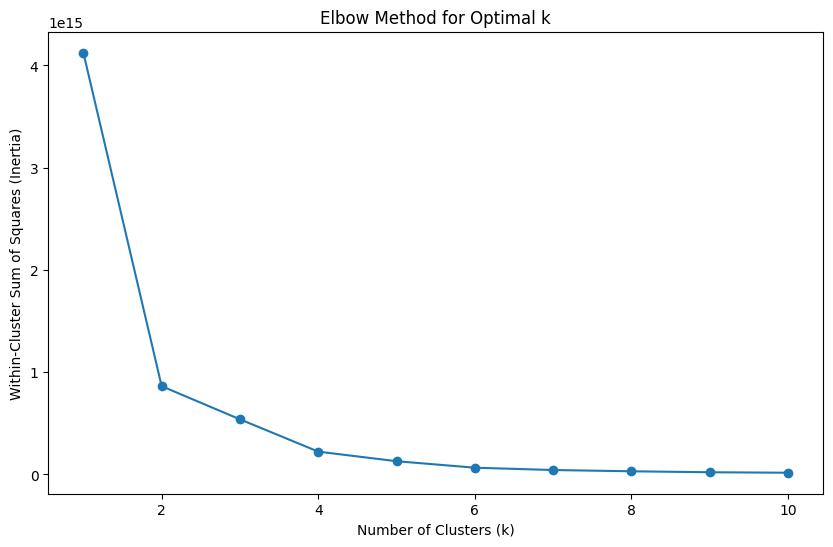 Elbow Method for Optimal k
1e15
4
3
2
1
0
Within-Cluster Sum of Squares (Inertia)
2 4 6 8 10
Number of Clusters (k)